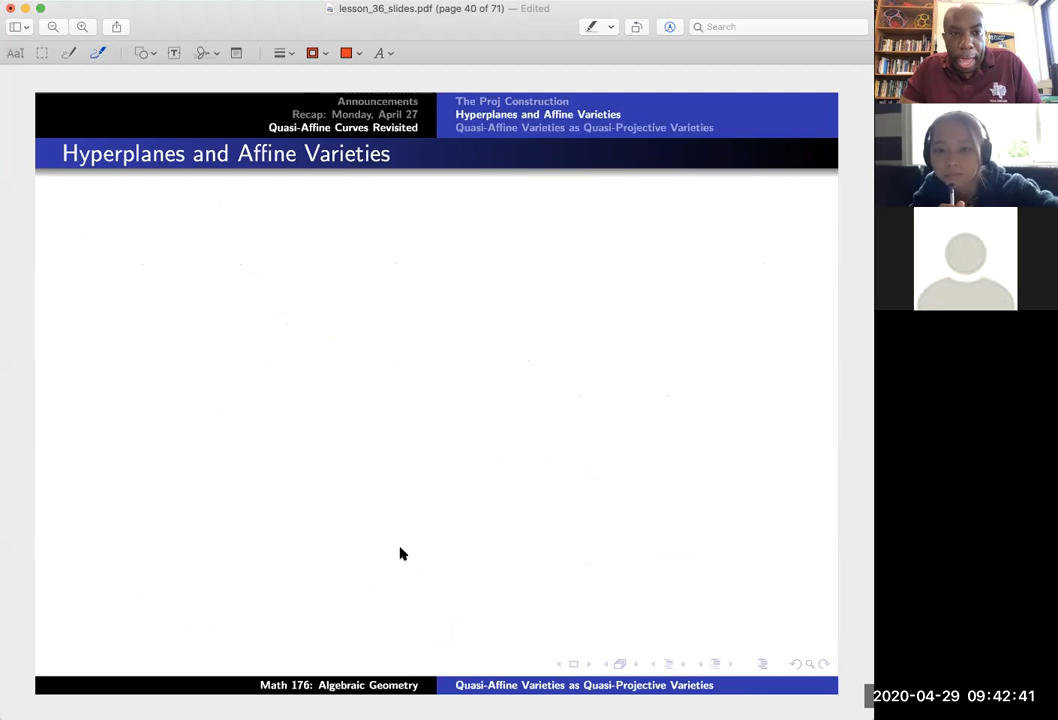 lesson_36_slides.pdf (page 40 of 71) — Edited
Search
AaI
A
Announcements
Recap: Monday, April 27
Quasi-Affine Curves Revisited
The Proj Construction
Hyperplanes and Affine Varieties
Quasi-Affine Varieties as Quasi-Projective Varieties
Hyperplanes and Affine Varieties
Math 176: Algebraic Geometry
Quasi-Affine Varieties as Quasi-Projective Varieties
2020-04-29 09:42:41